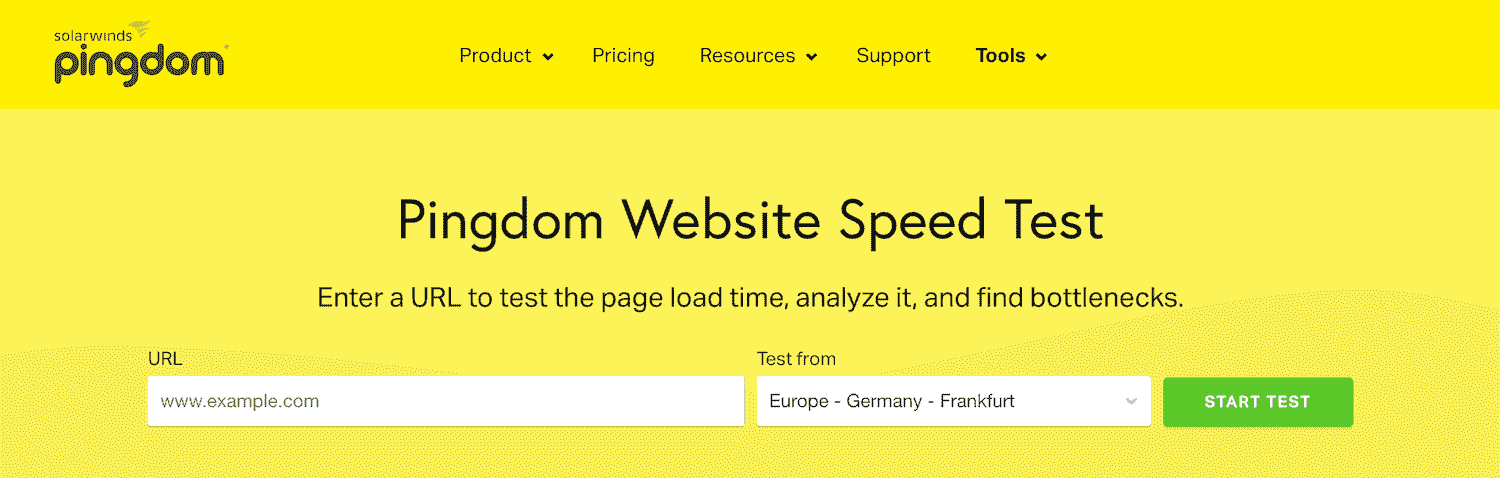 solarwinds
pingdom
Product Pricing Resources Support Tools
Pingdom Website Speed Test
Enter a URL to test the page load time, analyze it, and find bottlenecks.
URL Test from
www.example.com Europe - Germany - Frankfurt START TEST